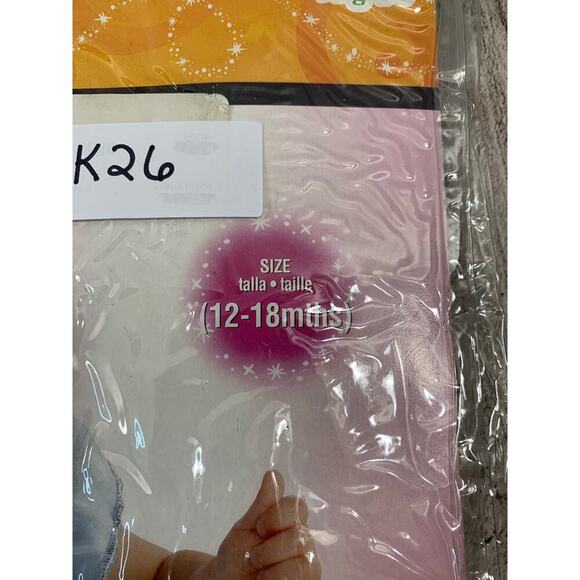 K26
SIZE
talla • taille
(12-18mths)